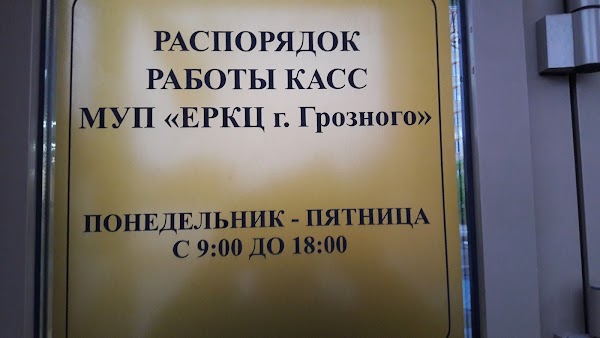 РАСПОРЯДОК
РАБОТЫ КАСС
МУП «ЕРКЦ г. Грозного»
ПОНЕДЕЛЬНИК - ПЯТНИЦА
С 9:00 ДО 18:00